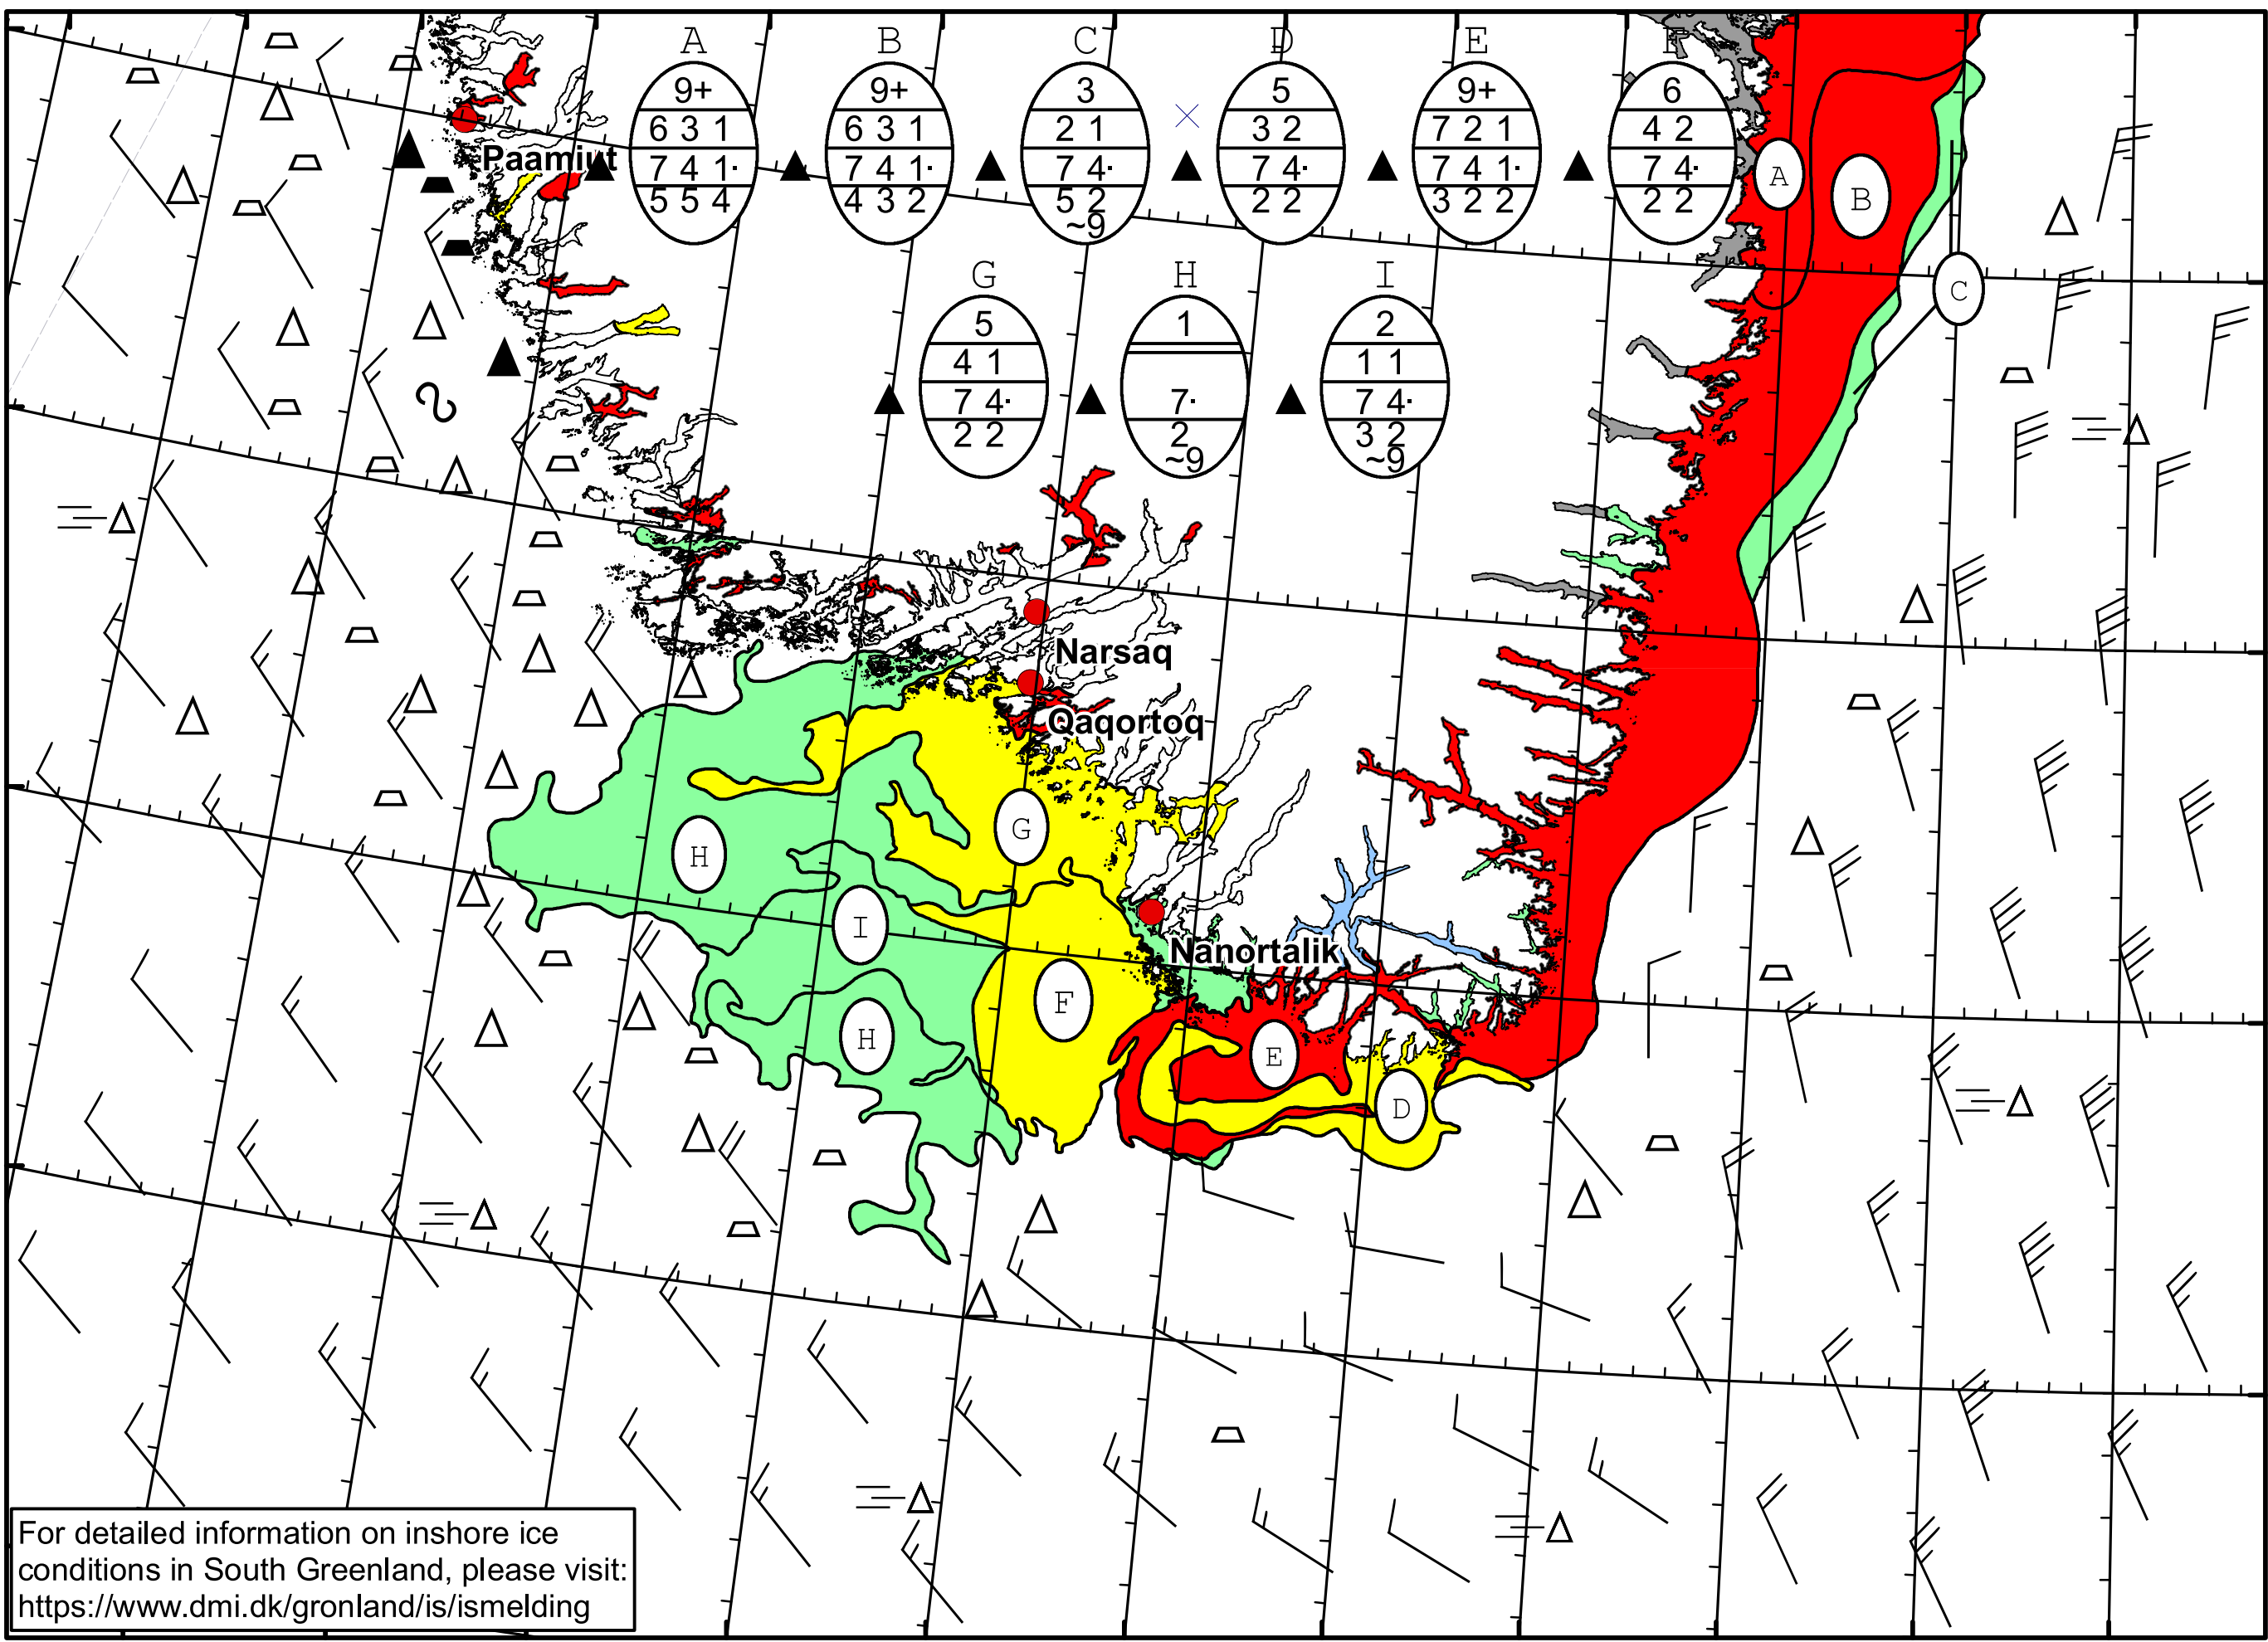 A B C D E F
9+ 9+ 3 5 9+ 6
6 3 1 6 3 1 2 1 3 2 7 2 1 4 2
7 4 1· 7 4 1· 7 4· 7 4· 7 4 1· 7 4·
5 5 4 4 3 2 5 2 2 2 3 2 2 2 2
~9
Paamiut
A
B
C
G H I
5 1 2
4 1 1 1
7 4· 7· 7 4·
2 2 2 3 2
~9 ~9
Narsaq
Qaqortoq
G
H
I
Nanortalik
F
H
E
D
For detailed information on inshore ice
conditions in South Greenland, please visit:
https://www.dmi.dk/gronland/is/ismelding